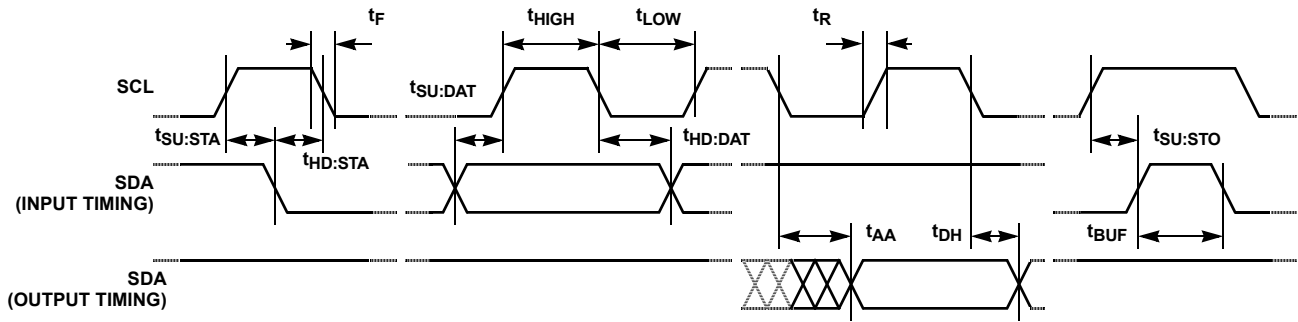 tF
tHIGH
tLOW
tR
SCL
tSU:DAT
tSU:STA
tHD:STA
tHD:DAT
tSU:STO
SDA
(INPUT TIMING)
tAA
tDH
tBUF
SDA
(OUTPUT TIMING)